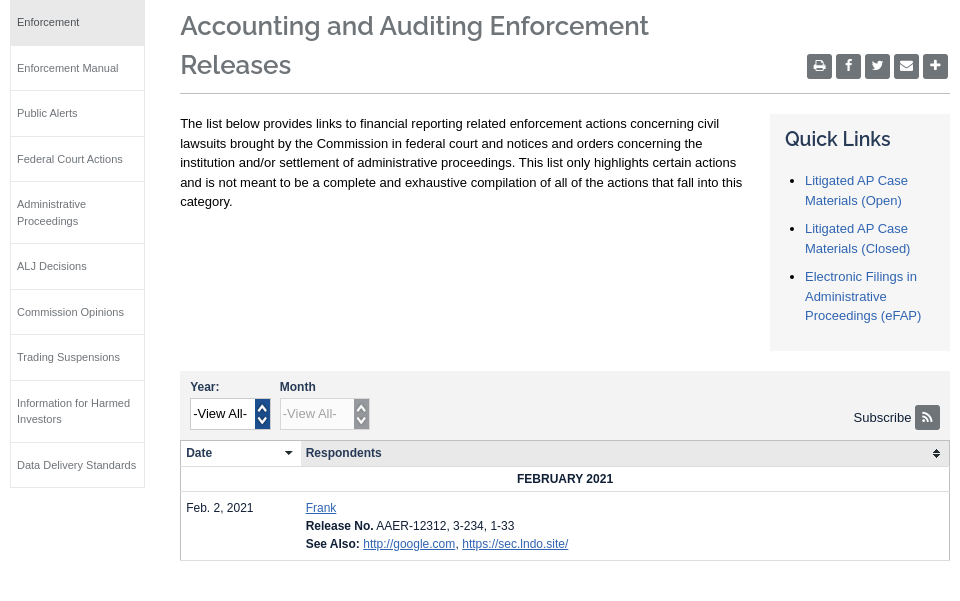 Enforcement
Enforcement Manual
Public Alerts
Federal Court Actions
Administrative
Proceedings
ALJ Decisions
Commission Opinions
Trading Suspensions
Information for Harmed
Investors
Data Delivery Standards
Accounting and Auditing Enforcement
Releases
The list below provides links to financial reporting related enforcement actions concerning civil
lawsuits brought by the Commission in federal court and notices and orders concerning the
institution and/or settlement of administrative proceedings. This list only highlights certain actions
and is not meant to be a complete and exhaustive compilation of all of the actions that fall into this
category.
Quick Links
Litigated AP Case
Materials (Open)
Litigated AP Case
Materials (Closed)
Electronic Filings in
Administrative
Proceedings (eFAP)
Year: Month
-View All- -View All-
Subscribe
Date Respondents
FEBRUARY 2021
Feb. 2, 2021 Frank
Release No. AAER-12312, 3-234, 1-33
See Also: http://google.com, https://sec.lndo.site/